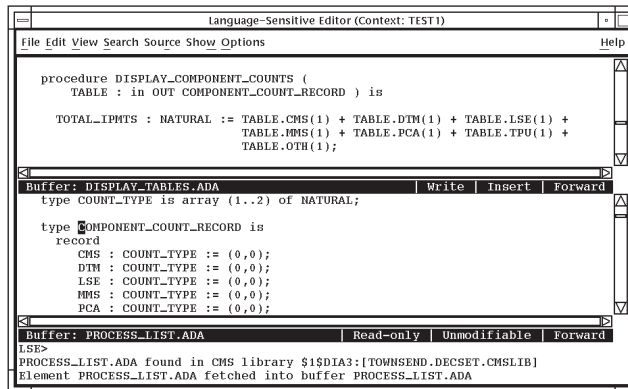 Language-Sensitive Editor (Context: TEST1)
File Edit View Search Source Show Options Help
procedure DISPLAY_COMPONENT_COUNTS (
TABLE : in OUT COMPONENT_COUNT_RECORD ) is
TOTAL_IPMTS : NATURAL := TABLE.CMS(1) + TABLE.DTM(1) + TABLE.LSE(1) +
TABLE.MMS(1) + TABLE.PCA(1) + TABLE.TPU(1) +
TABLE.OTH(1);
Buffer: DISPLAY_TABLES.ADA | Write | Insert | Forward
type COUNT_TYPE is array (1..2) of NATURAL;
type COMPONENT_COUNT_RECORD is
record
CMS : COUNT_TYPE := (0,0);
DTM : COUNT_TYPE := (0,0);
LSE : COUNT_TYPE := (0,0);
MMS : COUNT_TYPE := (0,0);
PCA : COUNT_TYPE := (0,0);
Buffer: PROCESS_LIST.ADA | Read-only | Unmodifiable | Forward
LSE>
PROCESS_LIST.ADA found in CMS library $1$DIA3:[TOWNSEND.DECSET.CMSLIB]
Element PROCESS_LIST.ADA fetched into buffer PROCESS_LIST.ADA